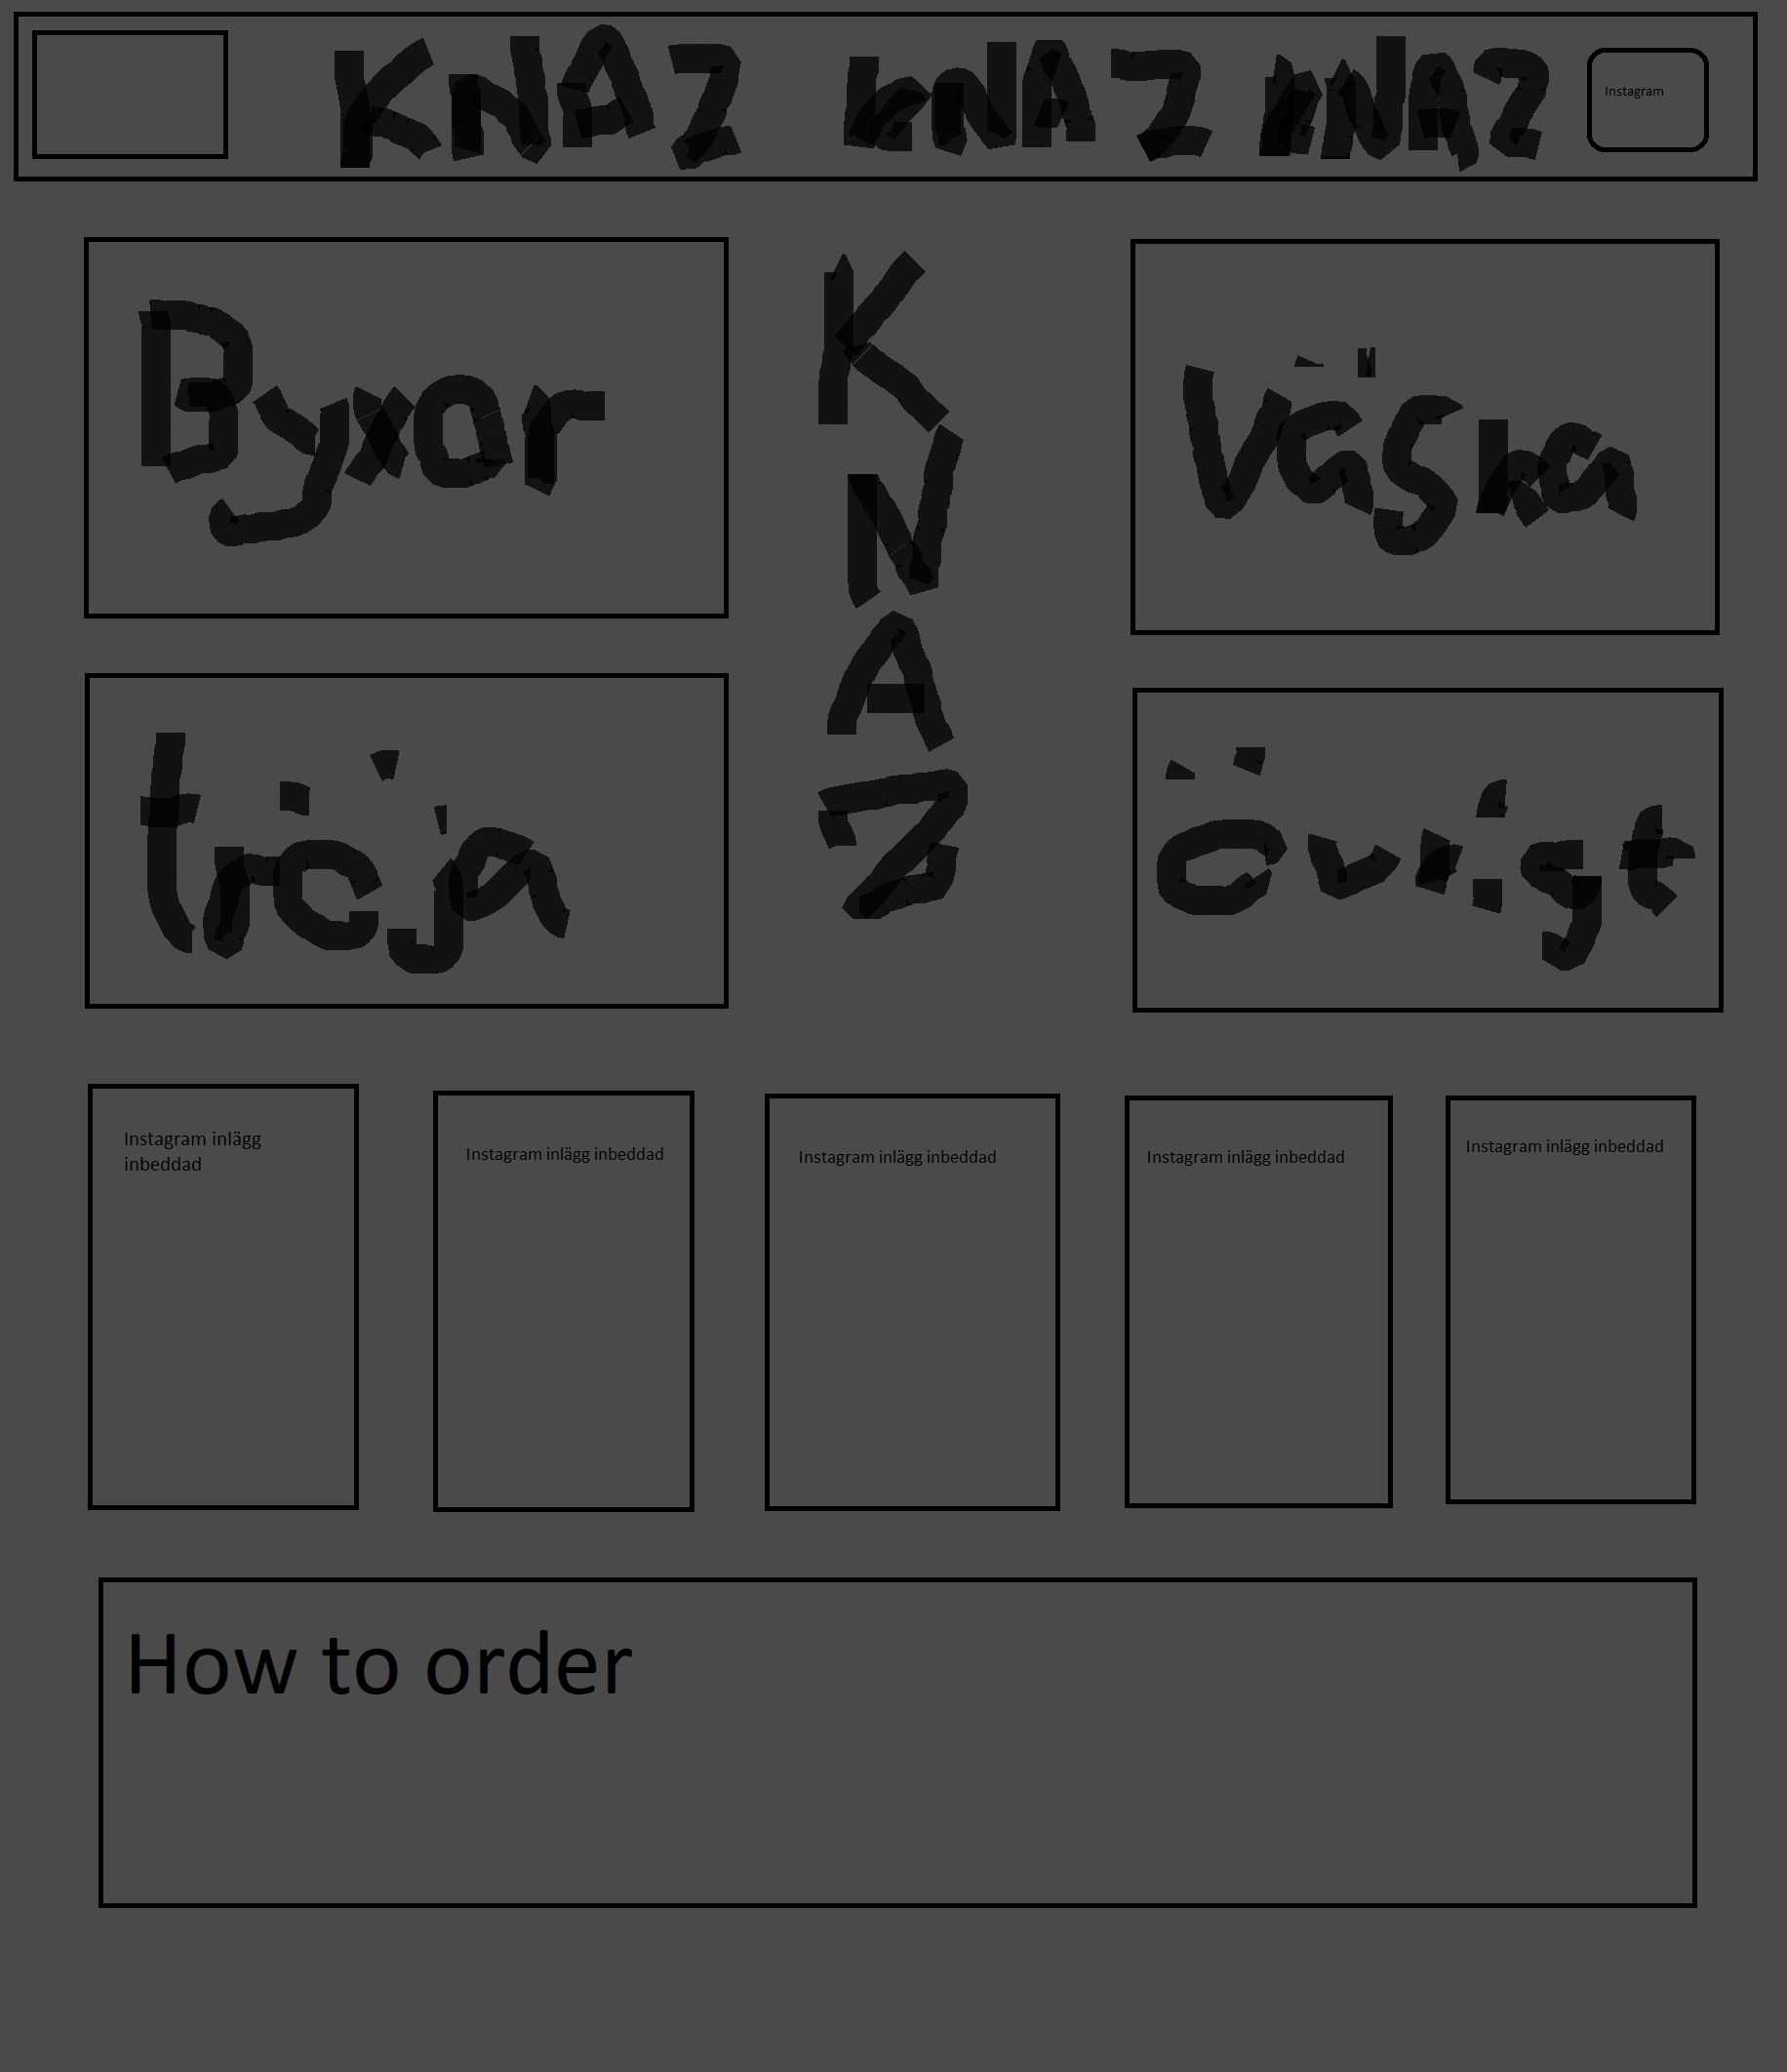 KnAZ KnAZ KNAZ Instagram
Byxor
K
N
A
Z
Väska
tröja
övrigt
Instagram inlägg
inbeddad
Instagram inlägg inbeddad
Instagram inlägg inbeddad
Instagram inlägg inbeddad
Instagram inlägg inbeddad
How to order